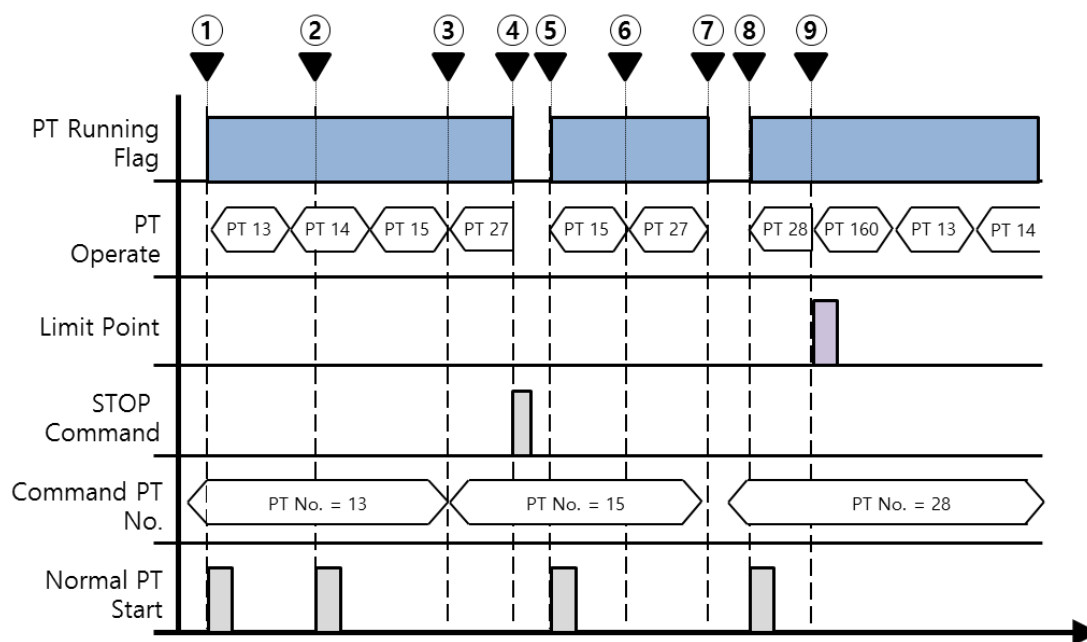 ① ② ③ ④ ⑤ ⑥ ⑦ ⑧ ⑨
PT Running
Flag
PT
Operate
PT 13 PT 14 PT 15 PT 27 PT 15 PT 27 PT 28 PT 160 PT 13 PT 14
Limit Point
STOP
Command
Command PT
No.
PT No. = 13 PT No. = 15 PT No. = 28
Normal PT
Start